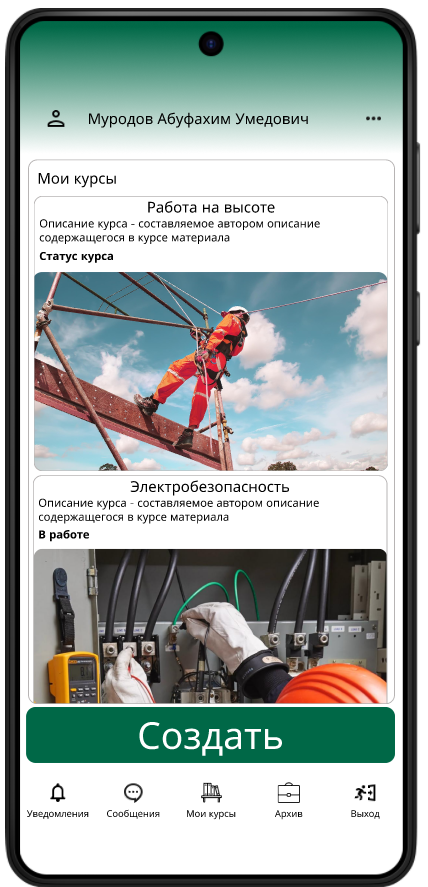 Муродов Абуфахим Умедович
Мои курсы
Работа на высоте
Описание курса - составляемое автором описание
содержащегося в курсе материала
Статус курса
Электробезопасность
Описание курса - составляемое автором описание
содержащегося в курсе материала
В работе
Создать
Уведомления
Сообщения
Мои курсы
Архив
Выход